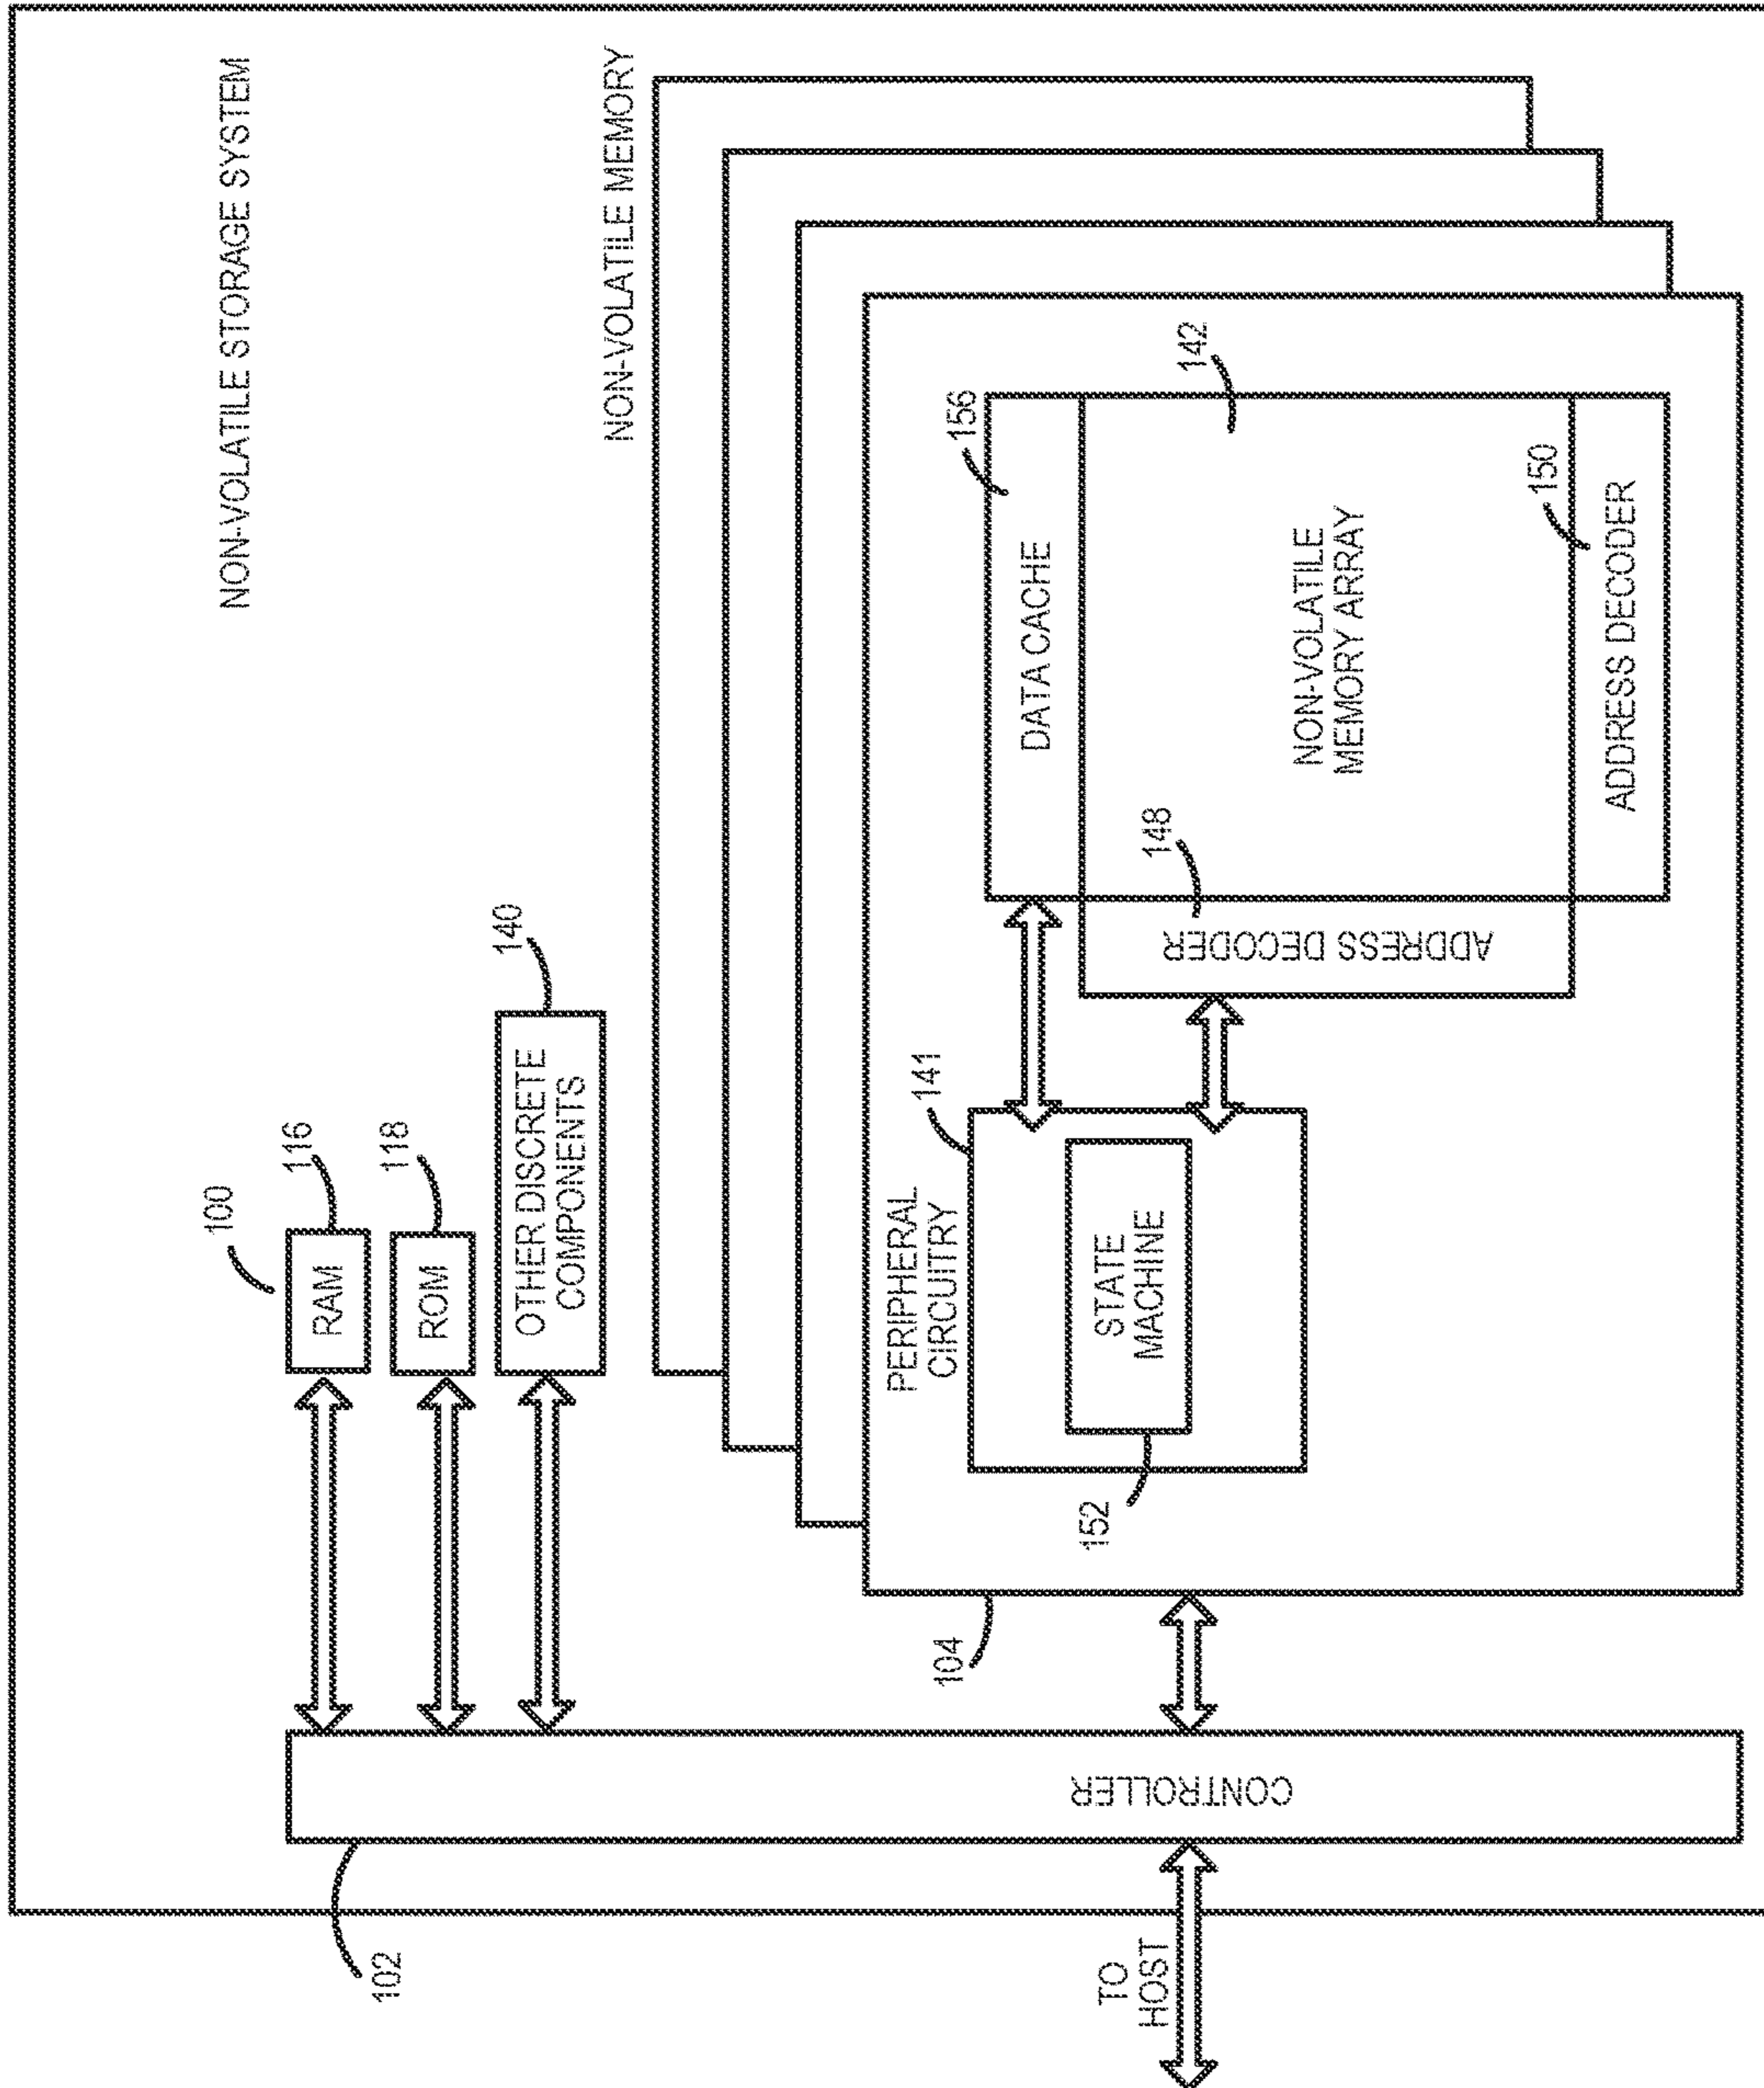 NON-VOLATILE STORAGE SYSTEM
100
RAM
116
ROM
118
OTHER DISCRETE
COMPONENTS
140
NON-VOLATILE MEMORY
102
CONTROLLER
TO
HOST
104
PERIPHERAL
CIRCUITRY
141
STATE
MACHINE
152
DATA CACHE
156
ADDRESS DECODER
148
NON-VOLATILE
MEMORY ARRAY
142
ADDRESS DECODER
150